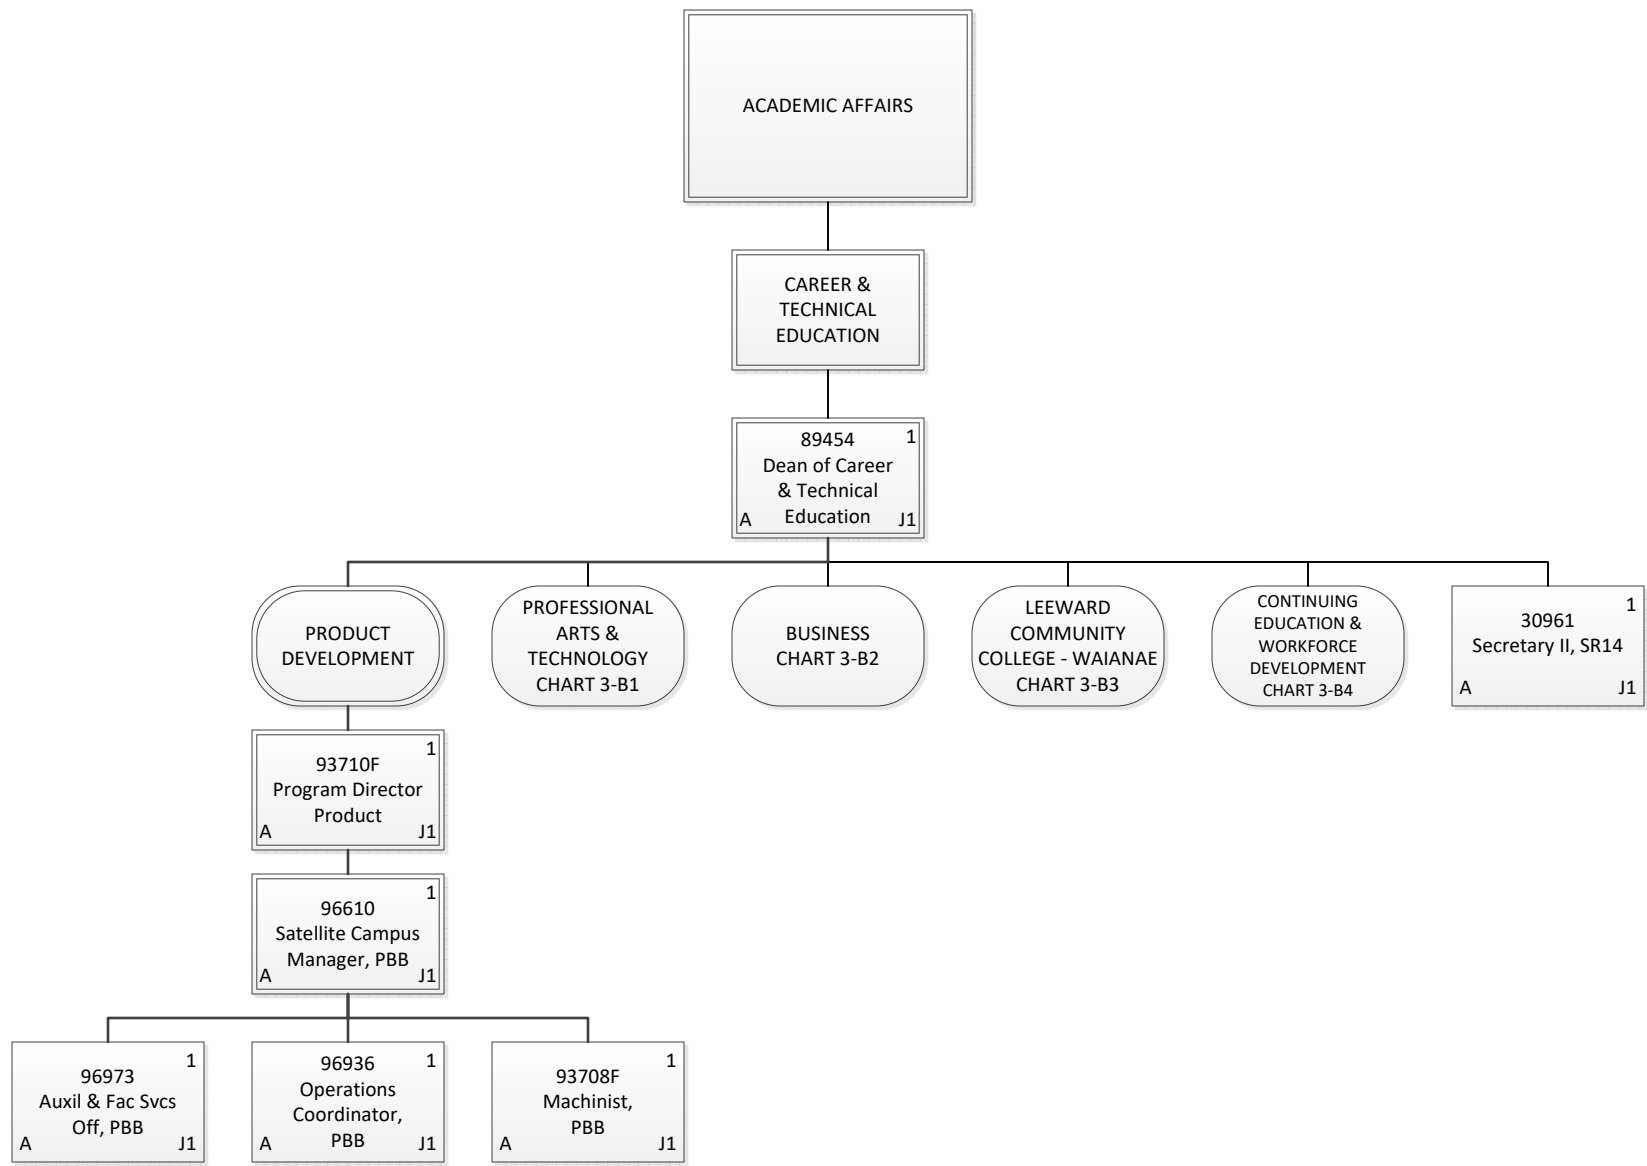 ACADEMIC AFFAIRS
CAREER &
TECHNICAL
EDUCATION
89454 1
Dean of Career
& Technical
A Education J1
PRODUCT
DEVELOPMENT
PROFESSIONAL
ARTS &
TECHNOLOGY
CHART 3-B1
BUSINESS
CHART 3-B2
LEEWARD
COMMUNITY
COLLEGE - WAIANAE
CHART 3-B3
CONTINUING
EDUCATION &
WORKFORCE
DEVELOPMENT
CHART 3-B4
1
30961
Secretary II, SR14
A J1
1
93710F
Program Director
Product
A J1
1
96610
Satellite Campus
Manager, PBB
A J1
1
96973
Auxil & Fac Svcs
Off, PBB
A J1
96936 1
Operations
Coordinator,
PBB
A J1
1
93708F
Machinist,
PBB
A J1